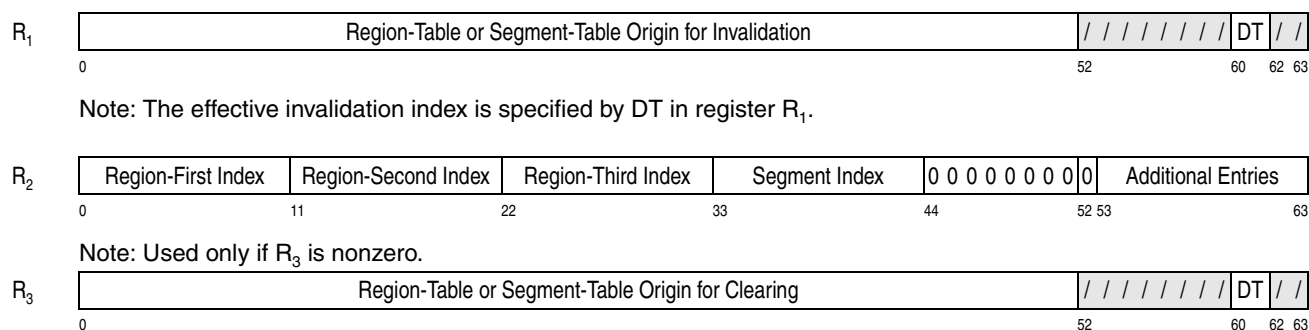 R1 Region-Table or Segment-Table Origin for Invalidation / / / / / / / / DT / /
0 52 60 62 63
Note: The effective invalidation index is specified by DT in register R1.
R2 Region-First Index Region-Second Index Region-Third Index Segment Index 0 0 0 0 0 0 0 0 0 Additional Entries
0 11 22 33 44 52 53 63
Note: Used only if R3 is nonzero.
R3 Region-Table or Segment-Table Origin for Clearing / / / / / / / / DT / /
0 52 60 62 63